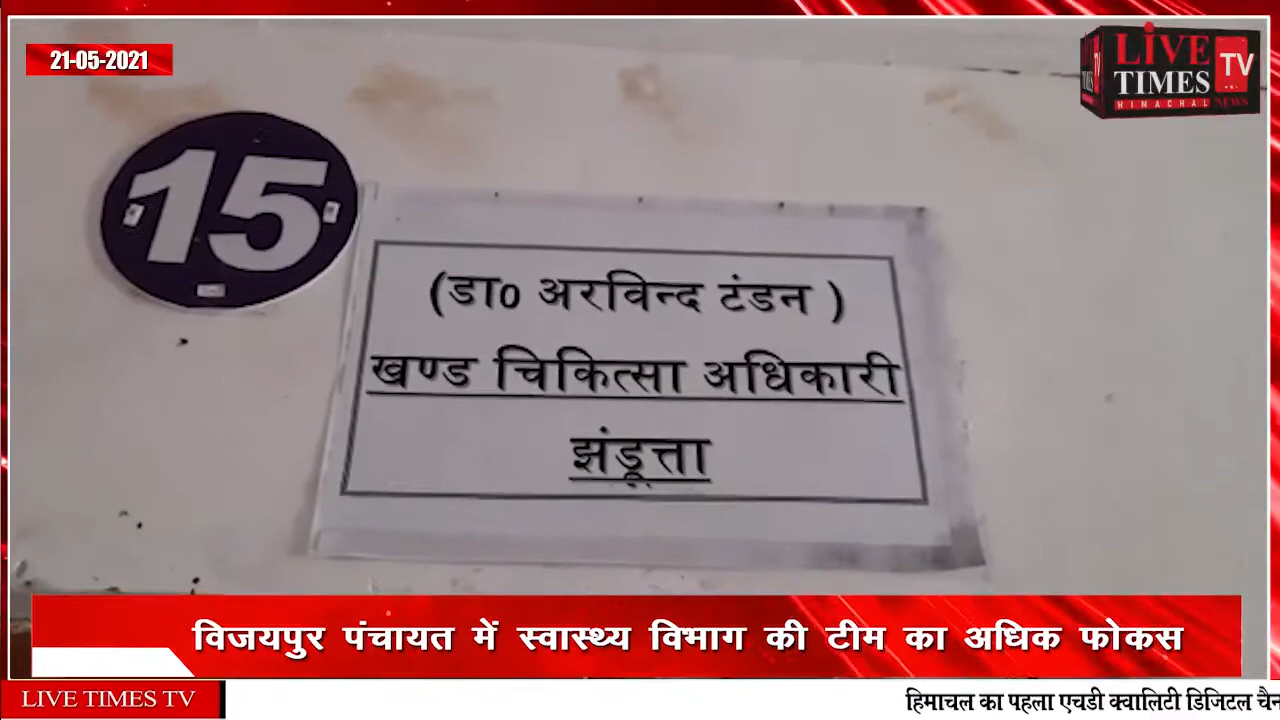 21-05-2021
LIVE
TIMES
TV
HIMACHAL NEWS
15
(डा0 अरविन्द टंडन )
खण्ड चिकित्सा अधिकारी
झंडूत्ता
विजयपुर पंचायत में स्वास्थ्य विभाग की टीम का अधिक फोकस
LIVE TIMES TV
हिमाचल का पहला एचडी क्वालिटी डिजिटल चैन